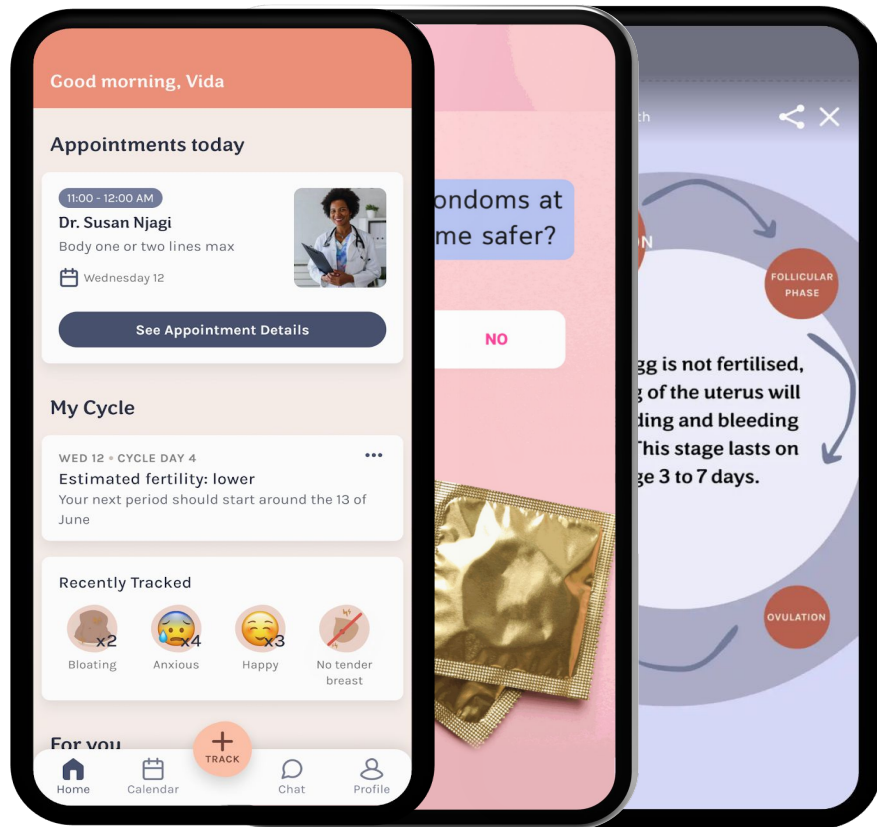 Good morning, Vida
Appointments today
11:00 - 12:00 AM
Dr. Susan Njagi
Body one or two lines max
Wednesday 12
See Appointment Details
My Cycle
WED 12 • CYCLE DAY 4
Estimated fertility: lower
Your next period should start around the 13 of
June
Recently Tracked
x2
x4
x3
Bloating
Anxious
Happy
No tender
breast
For you
TRACK
Home
Calendar
Chat
Profile
ondoms at
me safer?
NO
th
N
FOLLICULAR
PHASE
gg is not fertilised,
g of the uterus will
ding and bleeding
This stage lasts on
ge 3 to 7 days.
OVULATION